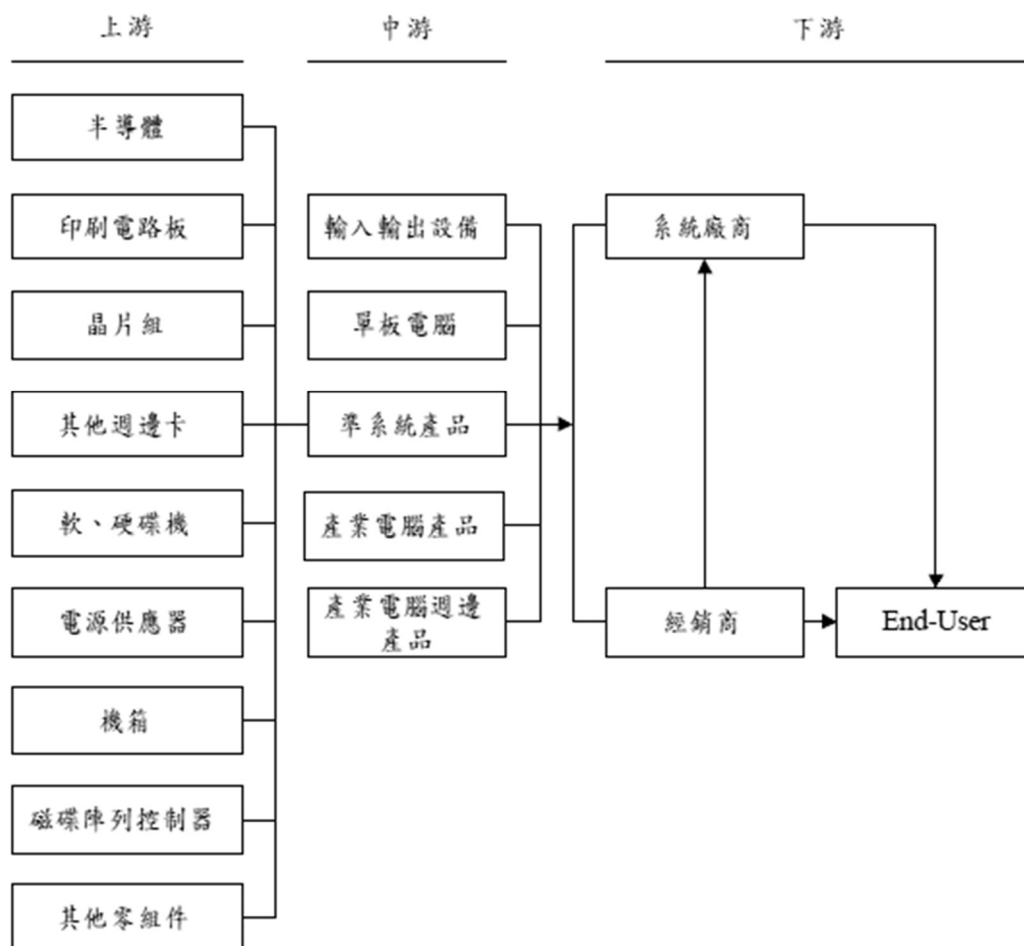 上游
中游
下游
半導體
印刷電路板
輸入輸出設備
系統廠商
晶片組
單板電腦
其他週邊卡
準系統產品
軟、硬碟機
產業電腦產品
電源供應器
產業電腦週邊
產品
經銷商
End-User
機箱
磁碟陣列控制器
其他零組件